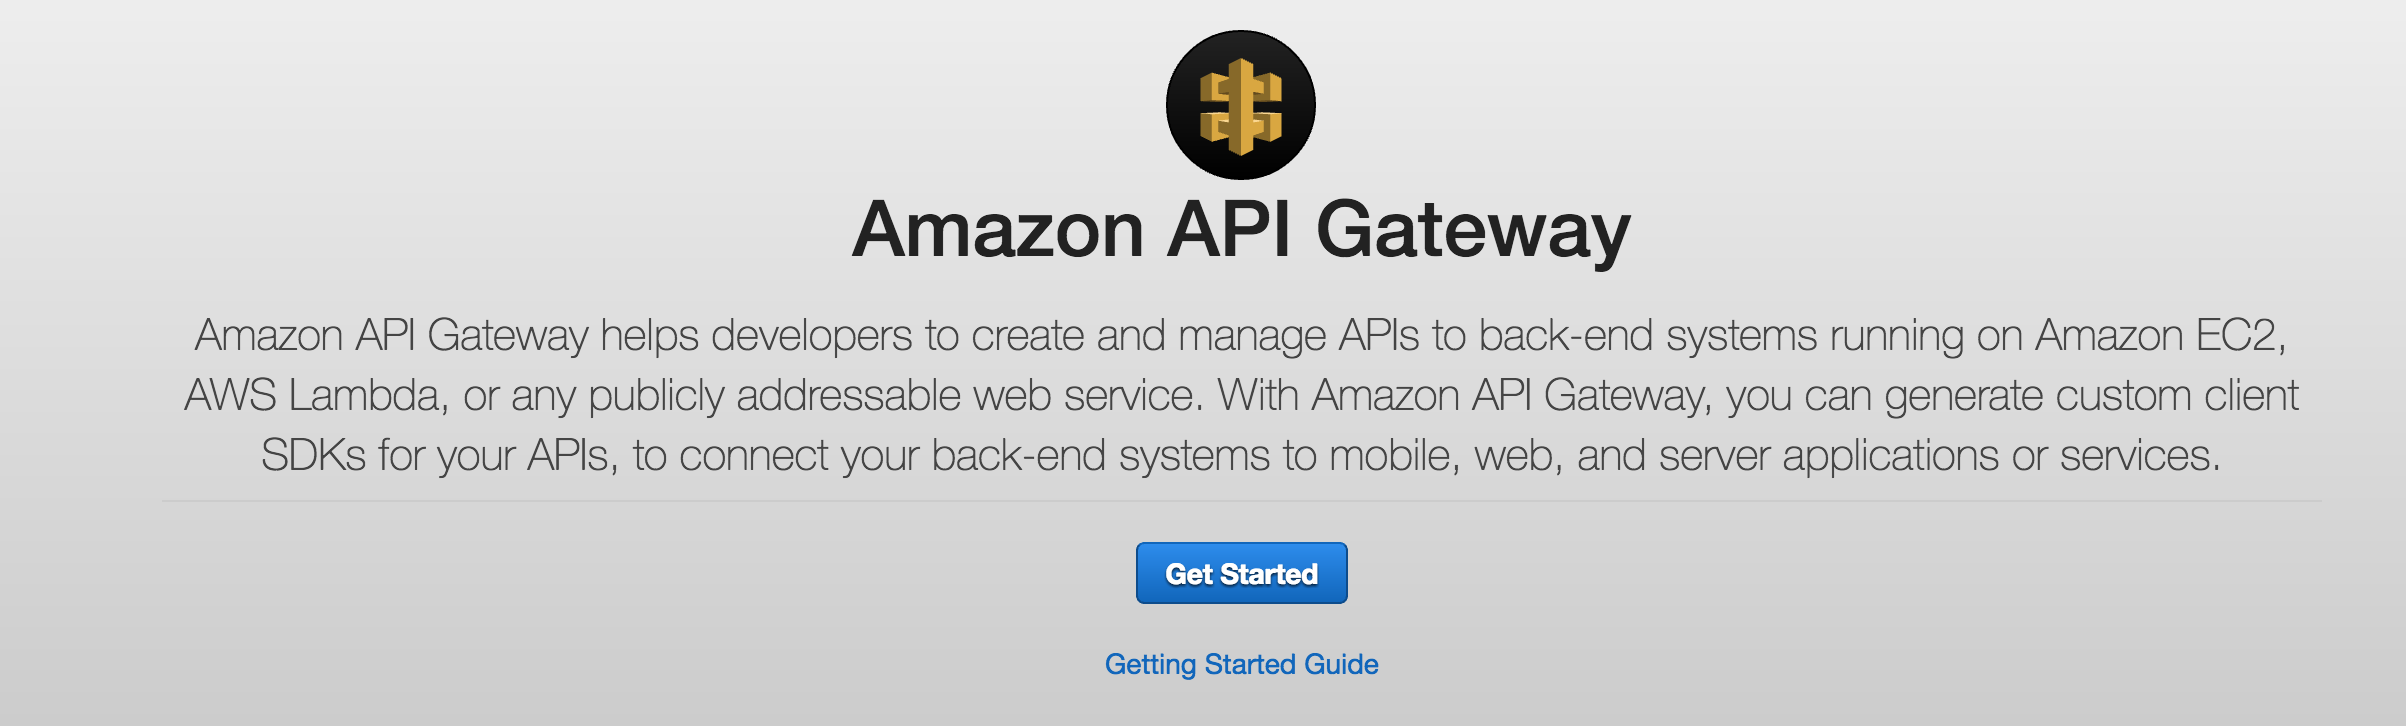 Amazon API Gateway
Amazon API Gateway helps developers to create and manage APIs to back-end systems running on Amazon EC2,
AWS Lambda, or any publicly addressable web service. With Amazon API Gateway, you can generate custom client
SDKs for your APIs, to connect your back-end systems to mobile, web, and server applications or services.
Get Started
Getting Started Guide